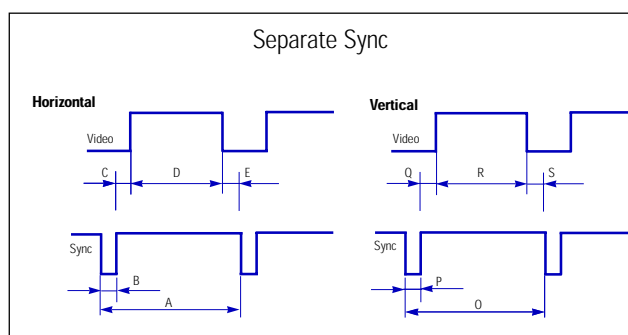 Separate Sync
Horizontal
Video
C D E
Sync
B
A
Vertical
Video
Q R S
Sync
P
O